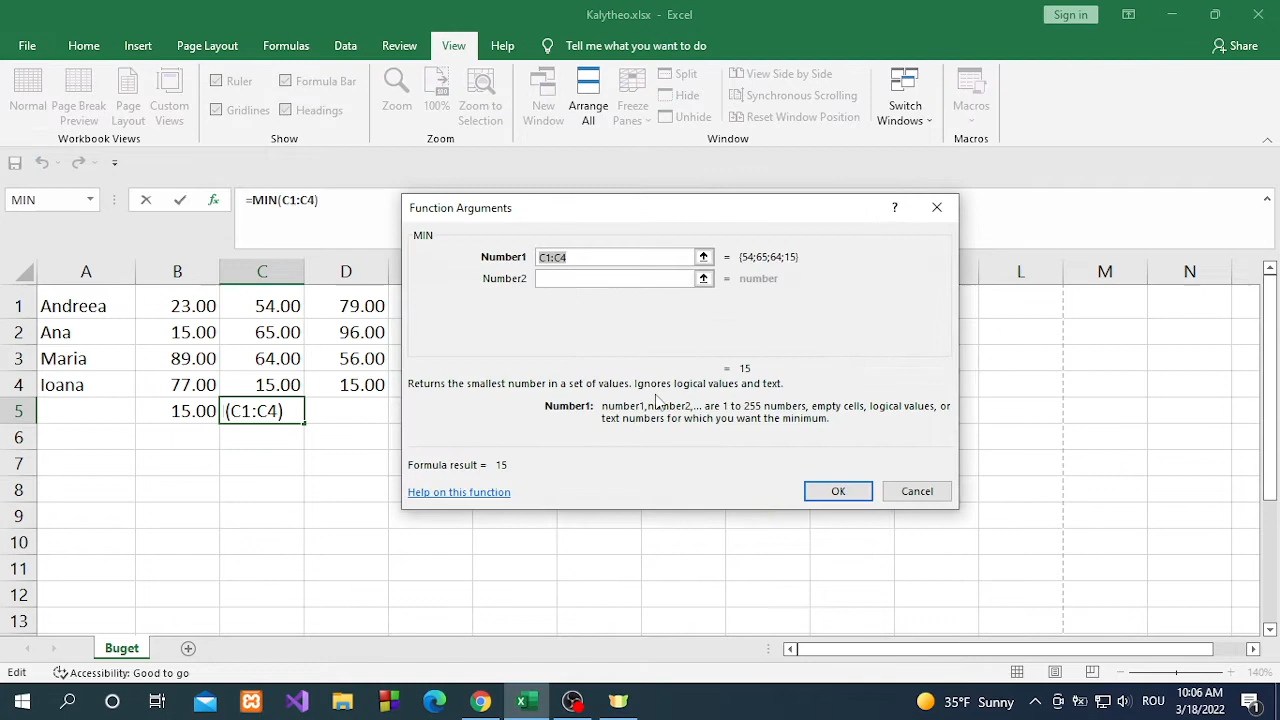 Kalytheo.xlsx - Excel
Sign in
File Home Insert Page Layout Formulas Data Review View Help Tell me what you want to do Share
Normal
Page Break Preview
Page Layout
Custom Views
Workbook Views
Ruler
Formula Bar
Gridlines
Headings
Show
Zoom
100%
Zoom to Selection
Zoom
New Window
Arrange All
Freeze Panes
Split
Hide
Unhide
View Side by Side
Synchronous Scrolling
Reset Window Position
Window
Switch Windows
Macros
Macros
MIN
fx
=MIN(C1:C4)
A B C D L M N
1 Andreea 23.00 54.00 79.00
2 Ana 15.00 65.00 96.00
3 Maria 89.00 64.00 56.00
4 Ioana 77.00 15.00 15.00
5 15.00 (C1:C4)
6
7
8
9
10
11
12
13
Function Arguments
?
MIN
Number1 C1:C4 = {54;65;64;15}
Number2 = number
= 15
Returns the smallest number in a set of values. Ignores logical values and text.
Number1: number1,number2,... are 1 to 255 numbers, empty cells, logical values, or
text numbers for which you want the minimum.
Formula result = 15
Help on this function
OK
Cancel
Buget
Edit
Accessibility: Good to go
140%
35°F Sunny
ROU
10:06 AM
3/18/2022
1